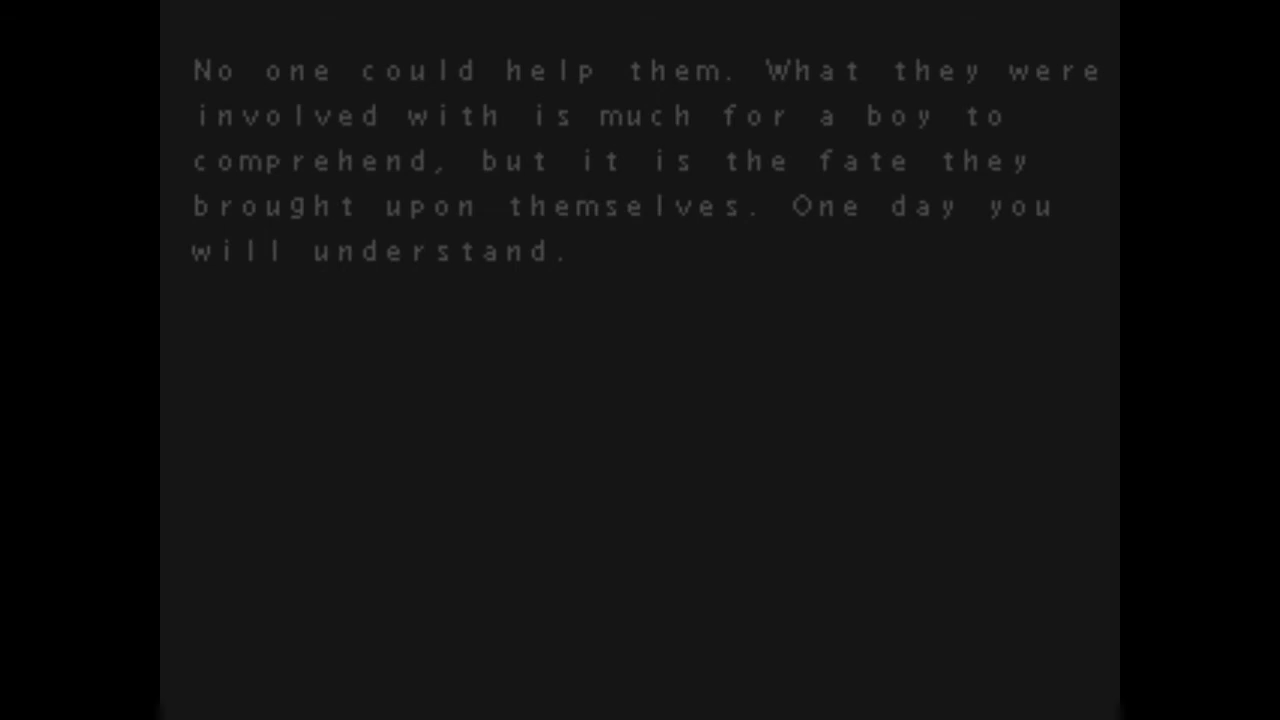 No one could help them. What they were
involved with is much for a boy to
comprehend, but it is the fate they
brought upon themselves. One day you
will understand.